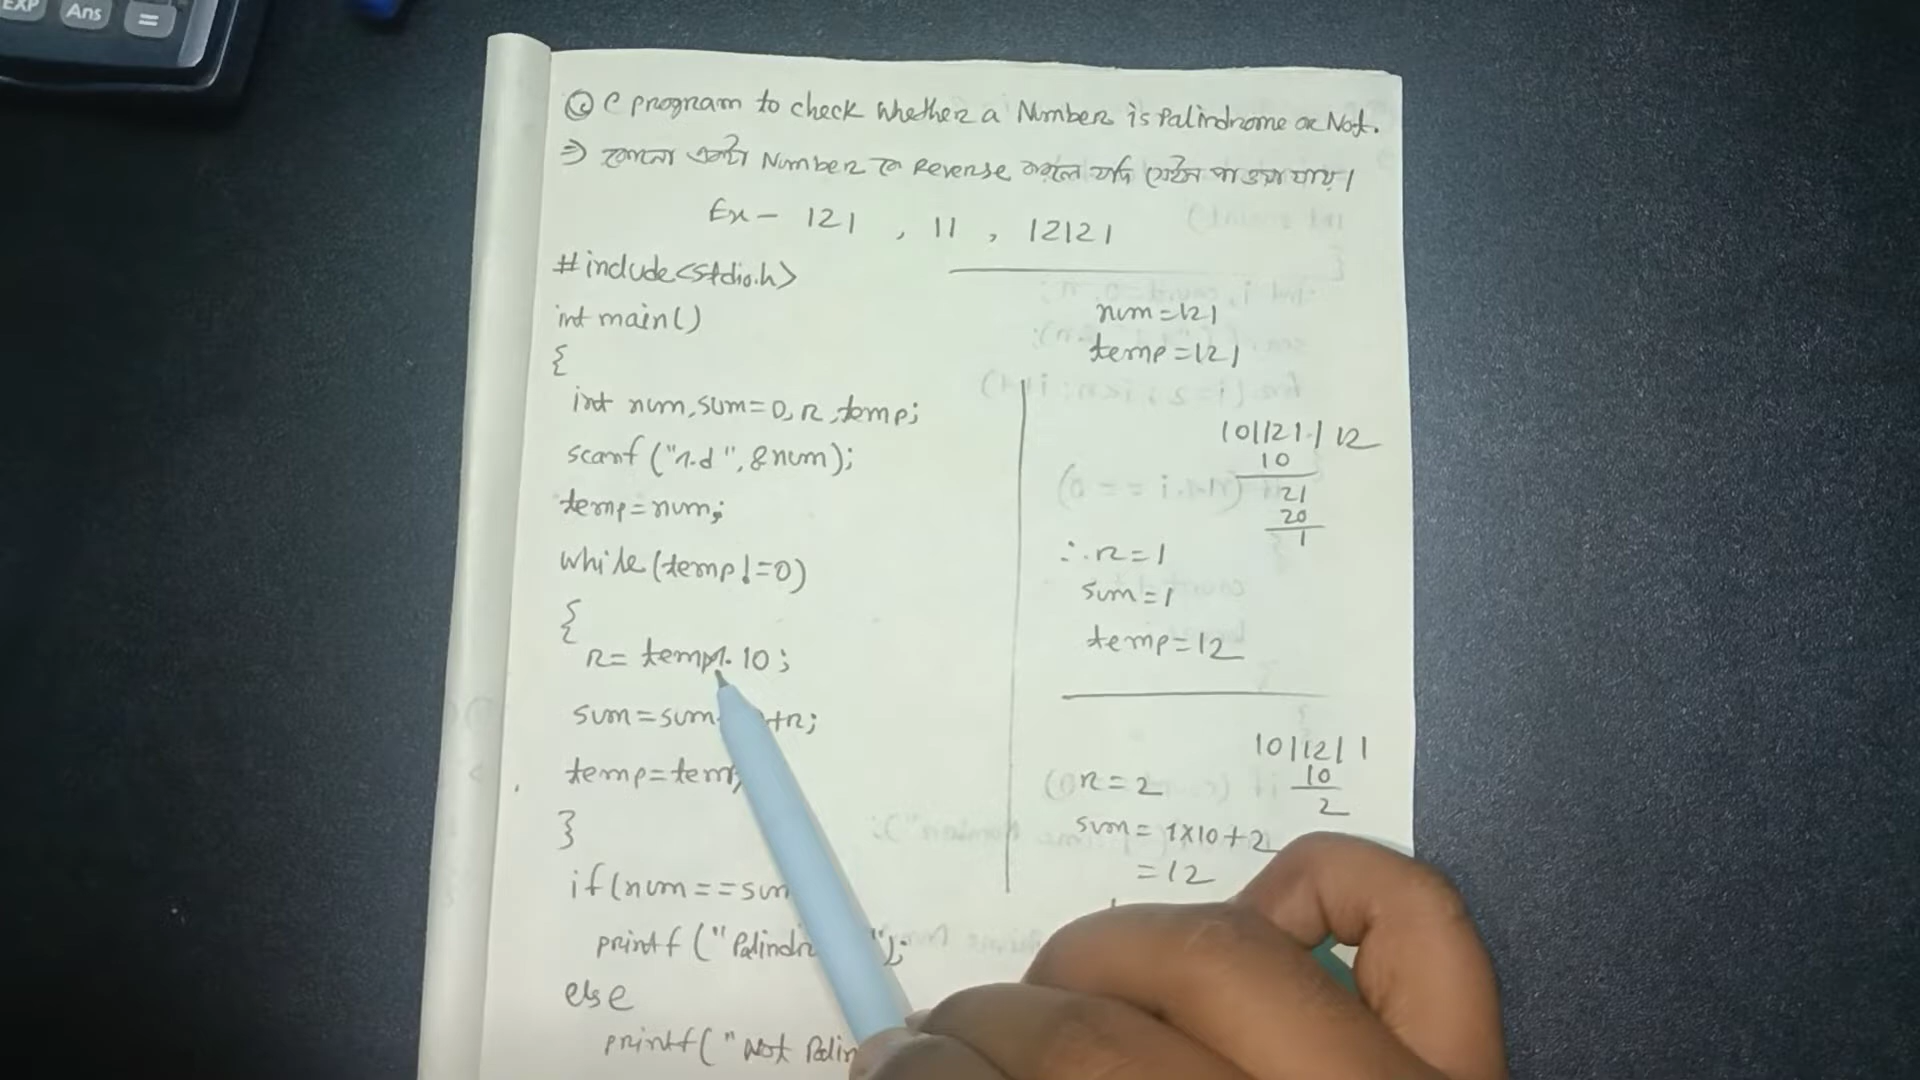 EXP Ans =
Q C program to check Whether a Number is Palindrome or Not.
⇒ কোনো একটা Number কে Reverse করলে যদি সেইটা পাওয়া যায়।
Ex - 121 , 11 , 12121
#include<stdio.h>
int main()
{
int num, sum=0, r, temp;
scanf ("%d", &num);
temp=num;
while (temp!=0)
{
r= temp% 10;
sum=sum +r;
temp=tem
}
if(num==sum
printf ("Palindr ");
else
printf( " Not Palin
num=121
temp=121
10|121|12
10
21
20
1
∴ r=1
sum=1
temp=12
10|12|1
10
2
r=2
sum= 1x10+2
=12